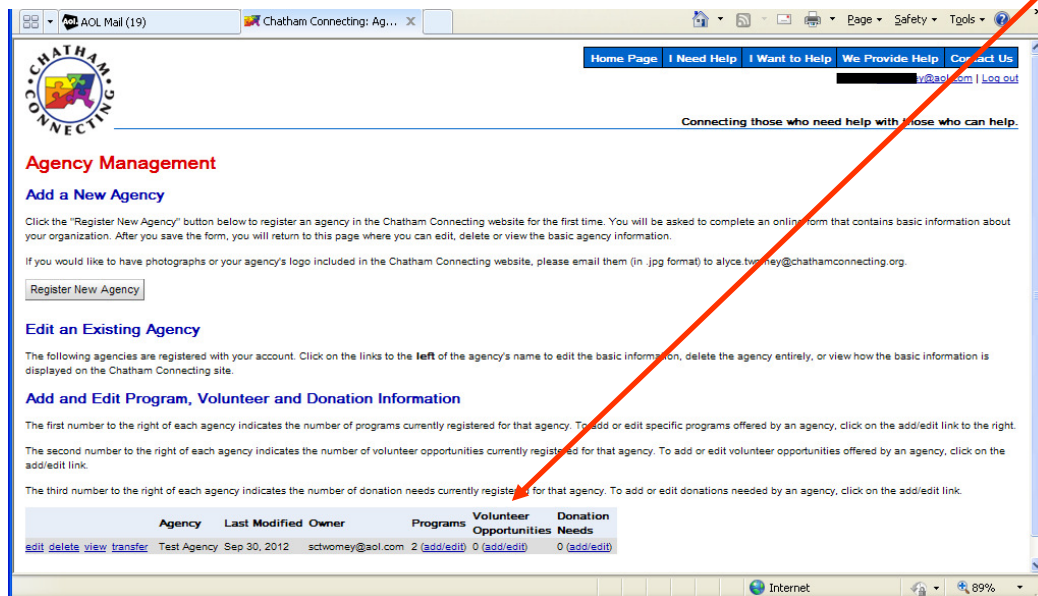 AOL Mail (19)
Chatham Connecting: Ag... X
Page Safety Tools
CHATHAM CONNECTING
Home Page I Need Help I Want to Help We Provide Help Contact Us
y@aol.com | Log out
Connecting those who need help with those who can help.
Agency Management
Add a New Agency
Click the "Register New Agency" button below to register an agency in the Chatham Connecting website for the first time. You will be asked to complete an online form that contains basic information about
your organization. After you save the form, you will return to this page where you can edit, delete or view the basic agency information.
If you would like to have photographs or your agency's logo included in the Chatham Connecting website, please email them (in .jpg format) to alyce.twomey@chathamconnecting.org.
Register New Agency
Edit an Existing Agency
The following agencies are registered with your account. Click on the links to the left of the agency's name to edit the basic information, delete the agency entirely, or view how the basic information is
displayed on the Chatham Connecting site.
Add and Edit Program, Volunteer and Donation Information
The first number to the right of each agency indicates the number of programs currently registered for that agency. To add or edit specific programs offered by an agency, click on the add/edit link to the right.
The second number to the right of each agency indicates the number of volunteer opportunities currently registered for that agency. To add or edit volunteer opportunities offered by an agency, click on the
add/edit link.
The third number to the right of each agency indicates the number of donation needs currently registered for that agency. To add or edit donations needed by an agency, click on the add/edit link.
Agency Last Modified Owner Programs Volunteer Opportunities Donation Needs
edit delete view transfer Test Agency Sep 30, 2012 sctwomey@aol.com 2 (add/edit) 0 (add/edit) 0 (add/edit)
Internet 89%